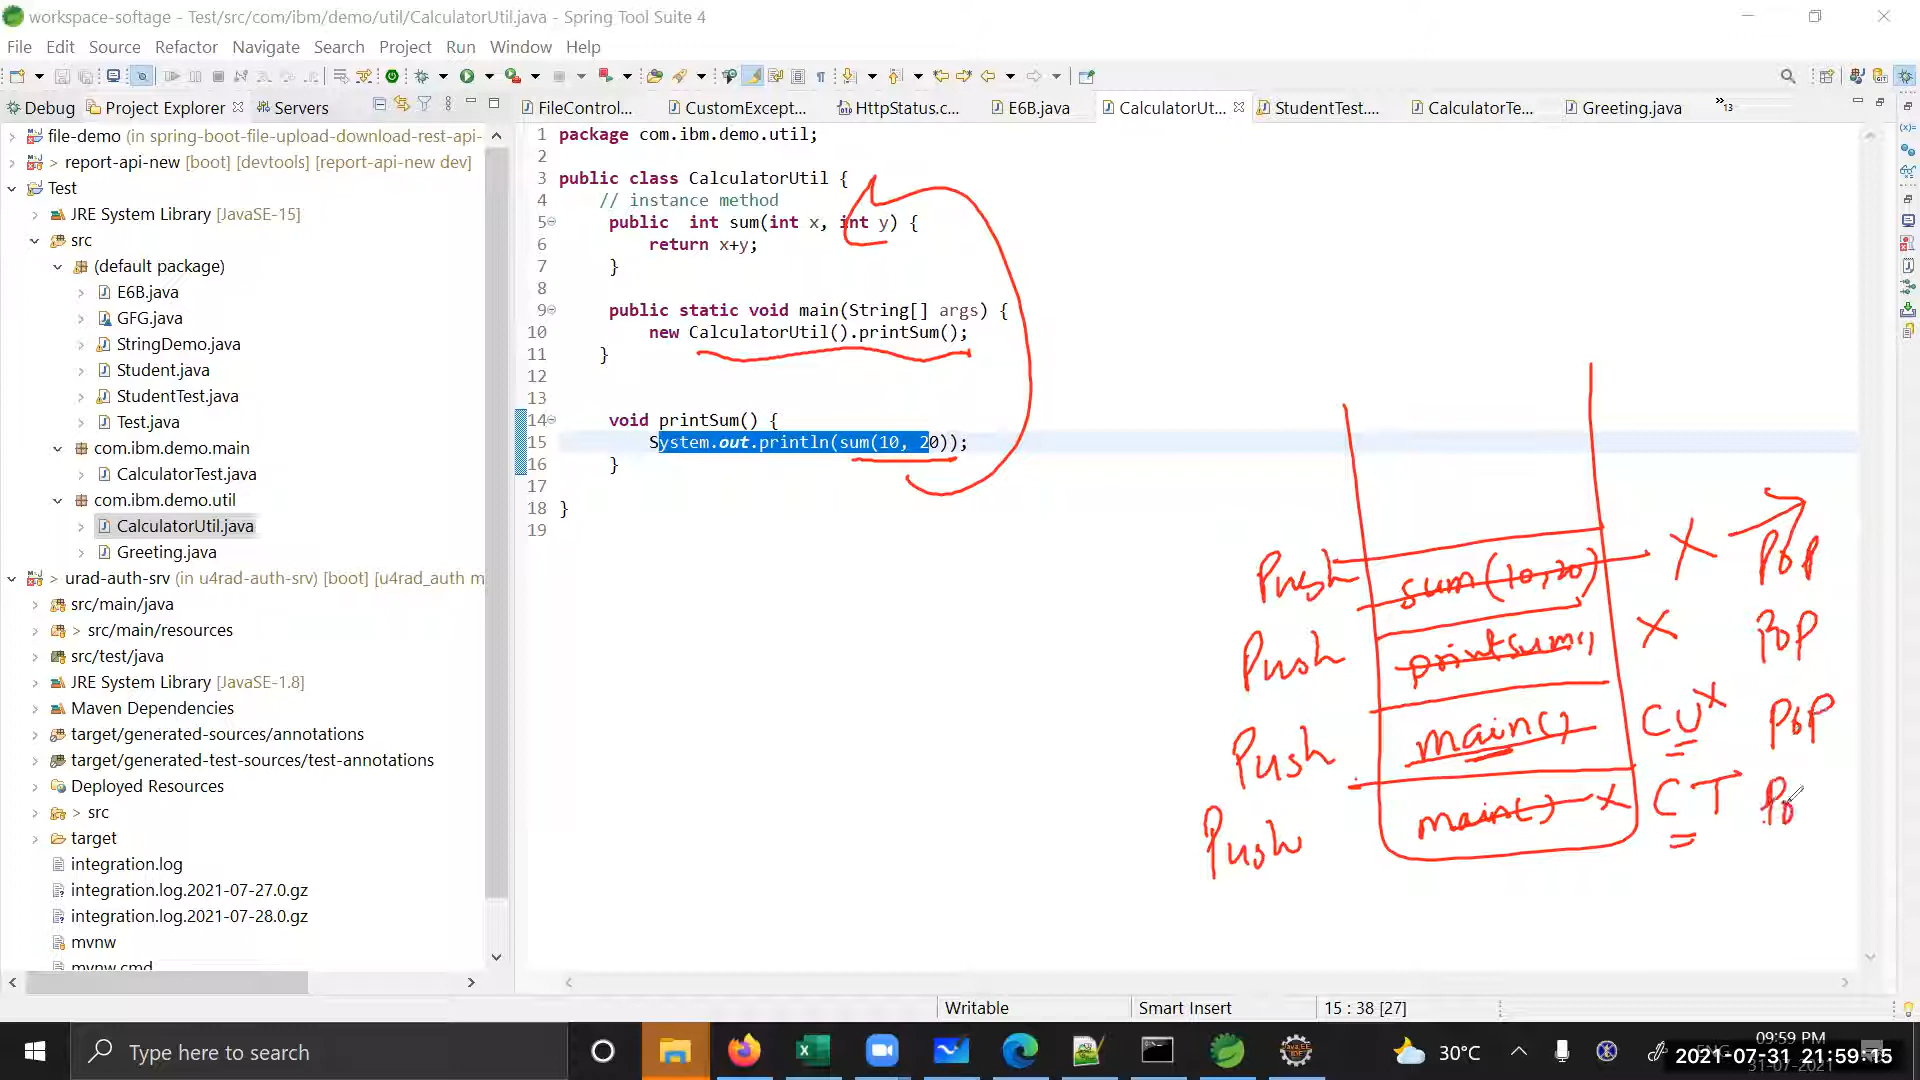 workspace-softage - Test/src/com/ibm/demo/util/CalculatorUtil.java - Spring Tool Suite 4
File Edit Source Refactor Navigate Search Project Run Window Help
Debug Project Explorer Servers
FileControl... CustomExcept... HttpStatus.c... E6B.java CalculatorUt... StudentTest.... CalculatorTe... Greeting.java »13
file-demo (in spring-boot-file-upload-download-rest-api-
> report-api-new [boot] [devtools] [report-api-new dev]
Test
JRE System Library [JavaSE-15]
src
(default package)
E6B.java
GFG.java
StringDemo.java
Student.java
StudentTest.java
Test.java
com.ibm.demo.main
CalculatorTest.java
com.ibm.demo.util
CalculatorUtil.java
Greeting.java
> urad-auth-srv (in u4rad-auth-srv) [boot] [u4rad_auth m
src/main/java
> src/main/resources
src/test/java
JRE System Library [JavaSE-1.8]
Maven Dependencies
target/generated-sources/annotations
target/generated-test-sources/test-annotations
Deployed Resources
> src
target
integration.log
integration.log.2021-07-27.0.gz
integration.log.2021-07-28.0.gz
mvnw
mvnw.cmd
1 package com.ibm.demo.util;
2
3 public class CalculatorUtil {
4 // instance method
5 public int sum(int x, int y) {
6 return x+y;
7 }
8
9 public static void main(String[] args) {
10 new CalculatorUtil().printSum();
11 }
12
13
14 void printSum() {
15 System.out.println(sum(10, 20));
16 }
17
18 }
19
Push sum(10,20) X POP
Push printsum() X POP
Push main() CU X POP
Push main() X CT Po
Writable Smart Insert 15 : 38 [27]
Type here to search
30°C
09:59 PM
2021-07-31 21:59:15
31-07-2021